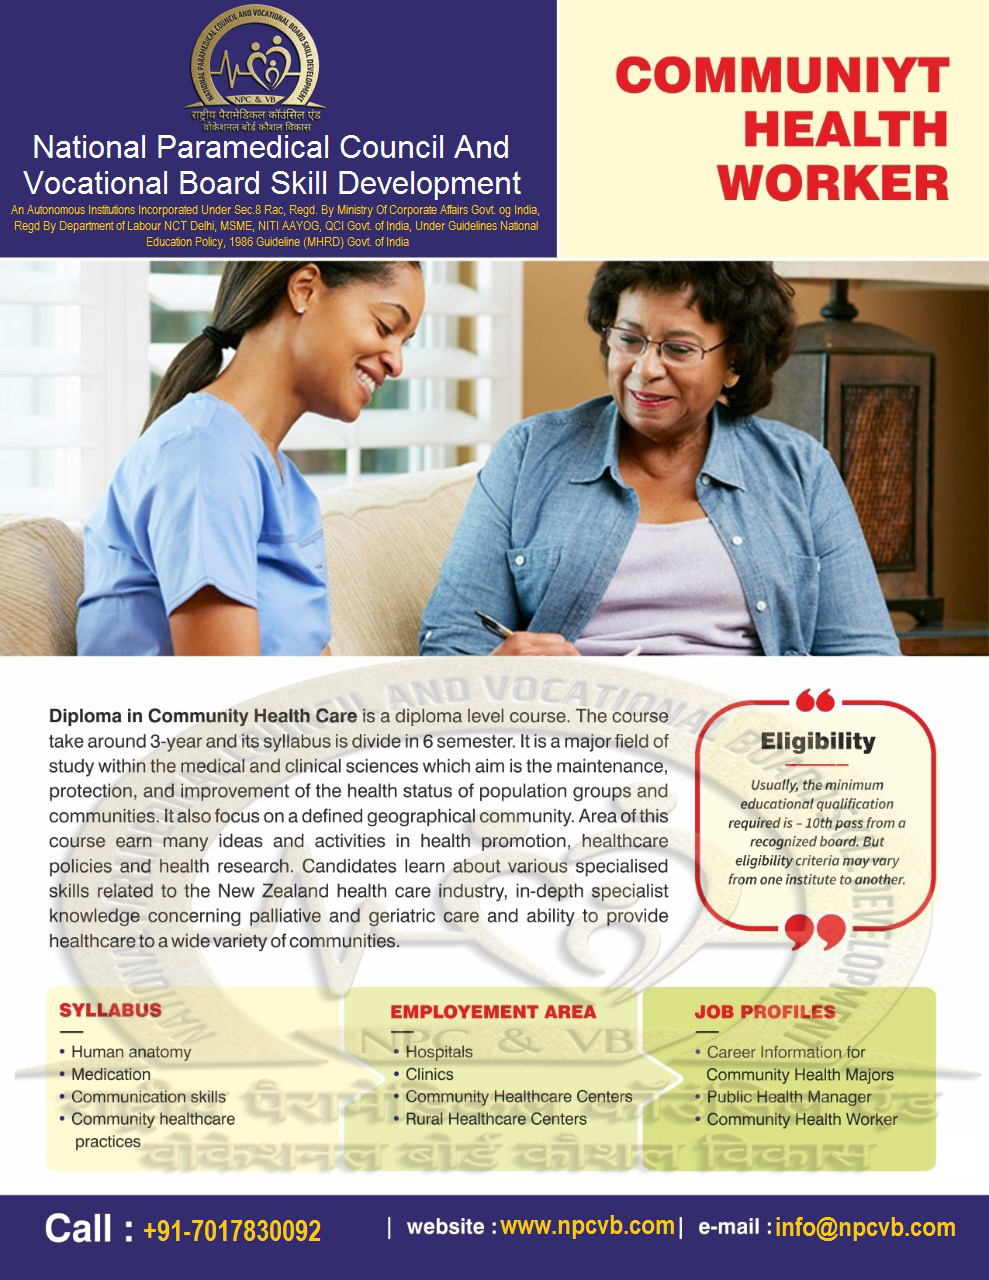 NATIONAL PARAMEDICAL COUNCIL AND VOCATIONAL BOARD SKILL DEVELOPMENT
NPC & VB
राष्ट्रीय पैरामेडिकल कॉउंसिल एंड
वोकेशनल बोर्ड कौशल विकास
National Paramedical Council And
Vocational Board Skill Development
An Autonomous Institutions Incorporated Under Sec.8 Rac, Regd. By Ministry Of Corporate Affairs Govt. og India,
Regd By Department of Labour NCT Delhi, MSME, NITI AAYOG, QCI Govt. of India, Under Guidelines National
Education Policy, 1986 Guideline (MHRD) Govt. of India
COMMUNIYT
HEALTH
WORKER
Diploma in Community Health Care is a diploma level course. The course
take around 3-year and its syllabus is divide in 6 semester. It is a major field of
study within the medical and clinical sciences which aim is the maintenance,
protection, and improvement of the health status of population groups and
communities. It also focus on a defined geographical community. Area of this
course earn many ideas and activities in health promotion, healthcare
policies and health research. Candidates learn about various specialised
skills related to the New Zealand health care industry, in-depth specialist
knowledge concerning palliative and geriatric care and ability to provide
healthcare to a wide variety of communities.
Eligibility
Usually, the minimum
educational qualification
required is – 10th pass from a
recognized board. But
eligibility criteria may vary
from one institute to another.
SYLLABUS
• Human anatomy
• Medication
• Communication skills
• Community healthcare
practices
EMPLOYEMENT AREA
• Hospitals
• Clinics
• Community Healthcare Centers
• Rural Healthcare Centers
JOB PROFILES
• Career Information for
Community Health Majors
• Public Health Manager
• Community Health Worker
NPC & VB
वोकेशनल बोर्ड कौशल विकास
Call : +91-7017830092 | website : www.npcvb.com | e-mail : info@npcvb.com